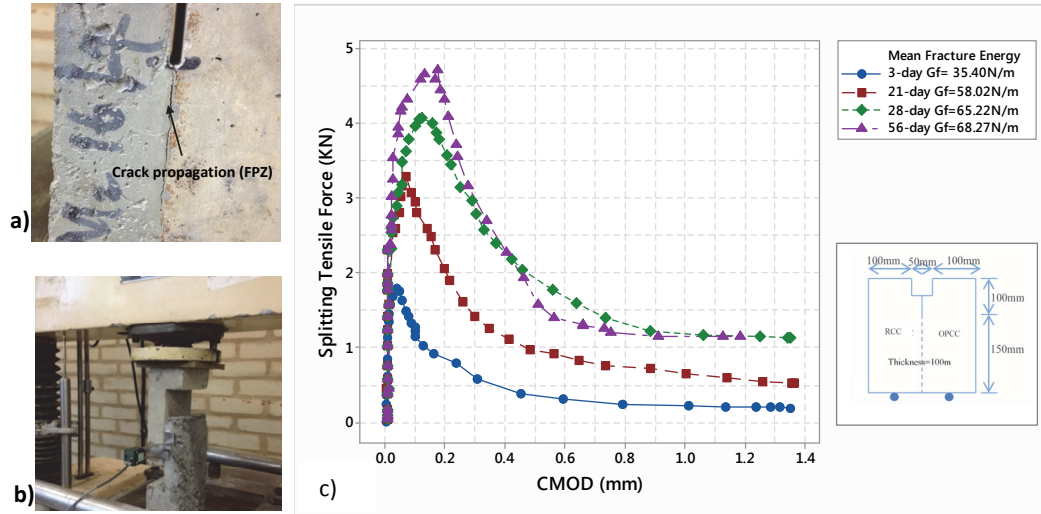 Crack propagation (FPZ)
a)
b)
c)
Splitting Tensile Force (KN)
5
4
3
2
1
0
0.0 0.2 0.4 0.6 0.8 1.0 1.2 1.4
CMOD (mm)
Mean Fracture Energy
3-day Gf= 35.40N/m
21-day Gf=58.02N/m
28-day Gf=65.22N/m
56-day Gf=68.27N/m
100mm 50mm 100mm
100mm
RCC
OPCC
150mm
Thickness=100m